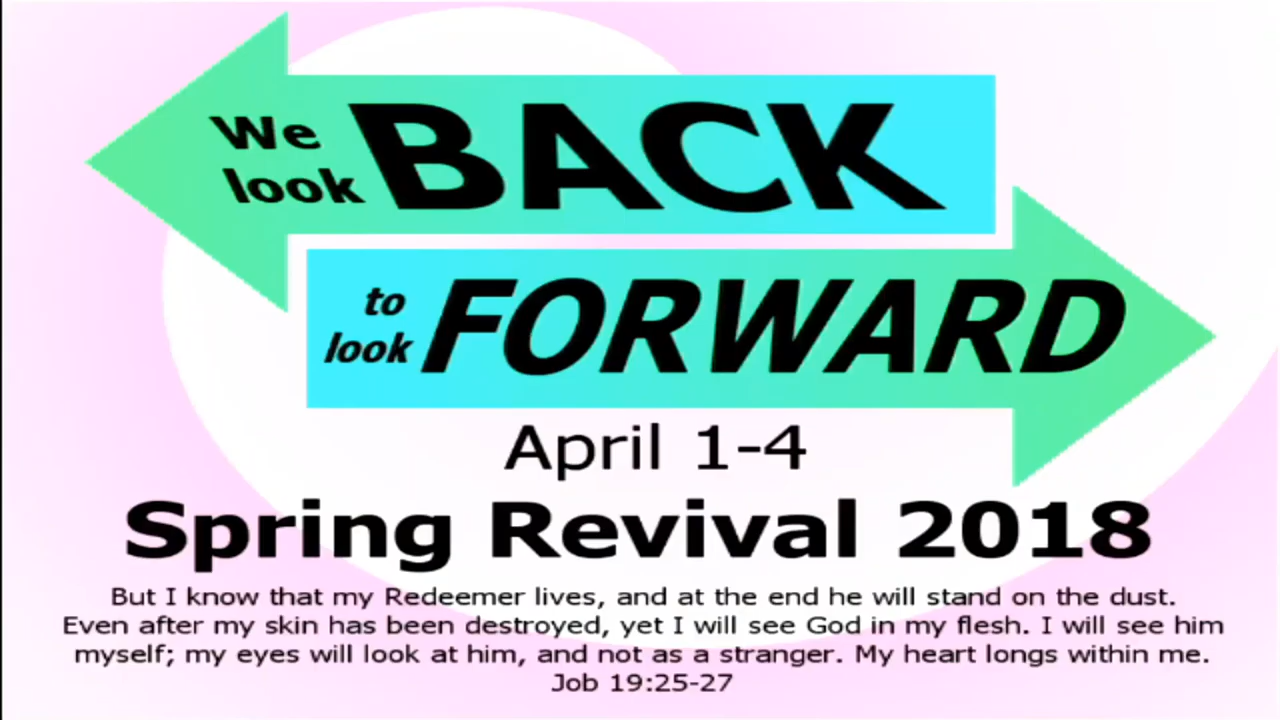 We
look BACK
to
look FORWARD
April 1-4
Spring Revival 2018
But I know that my Redeemer lives, and at the end he will stand on the dust.
Even after my skin has been destroyed, yet I will see God in my flesh. I will see him
myself; my eyes will look at him, and not as a stranger. My heart longs within me.
Job 19:25-27